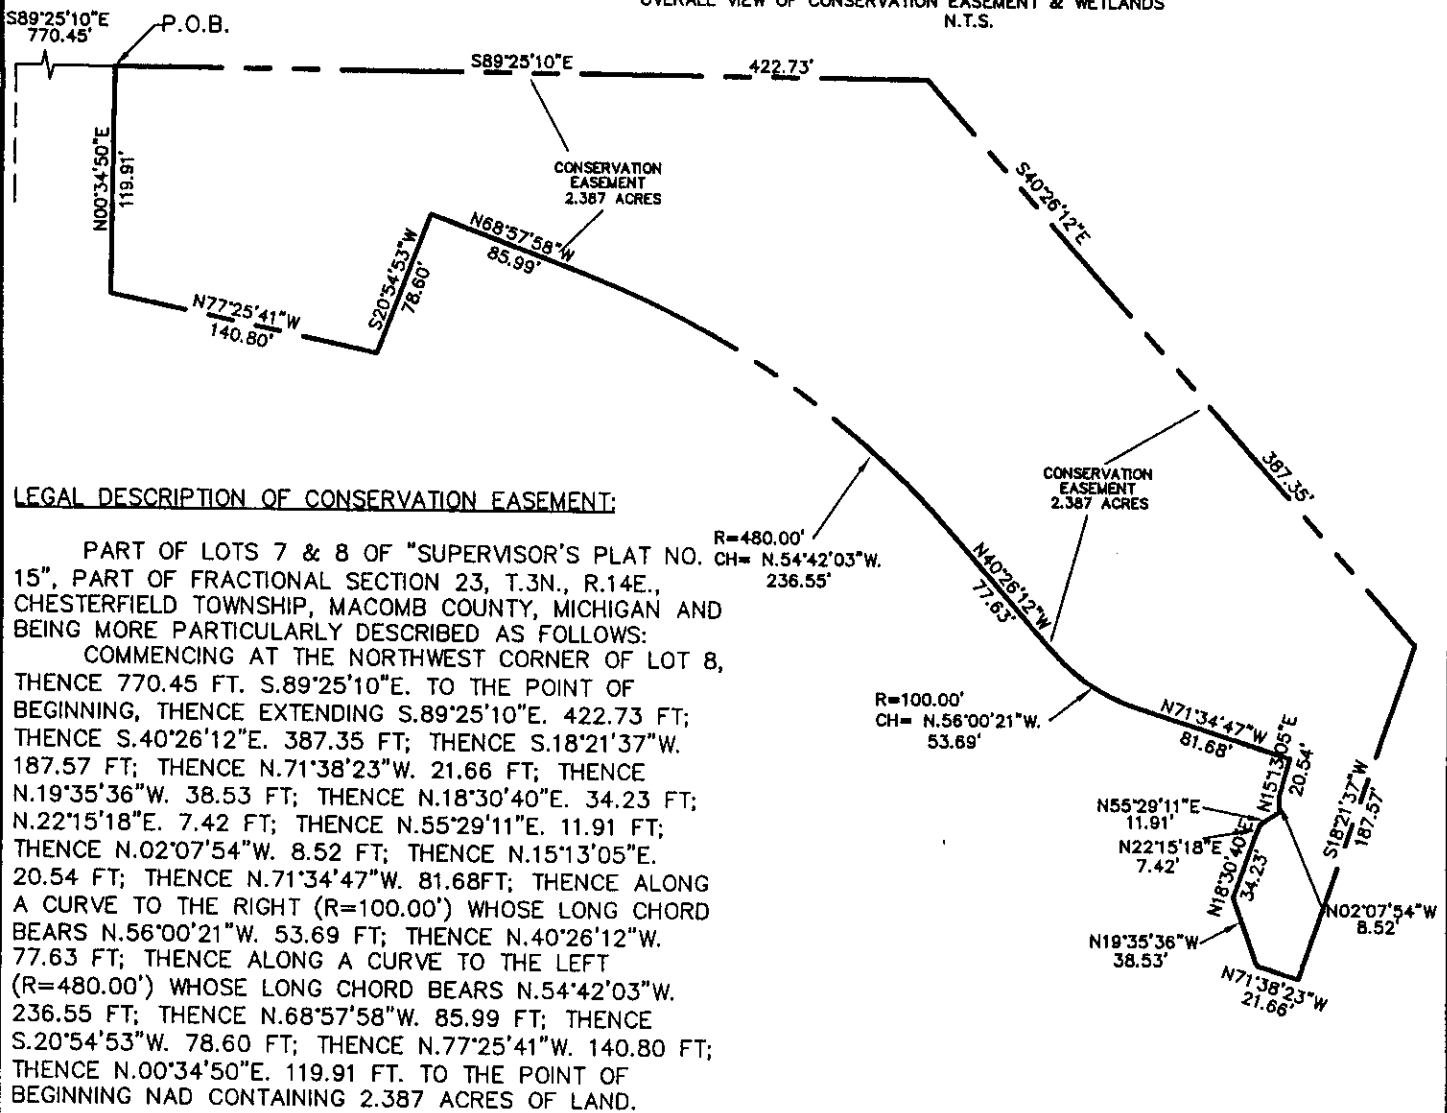 OVERALL VIEW OF CONSERVATION EASEMENT & WETLANDS
N.T.S.
S89°25'10"E
770.45'
P.O.B.
S89°25'10"E
422.73'
N00°34'50"E
119.91'
CONSERVATION
EASEMENT
2.387 ACRES
S40°26'12"E
N68°57'58"W
85.99'
S20°54'53"W
78.60'
N77°25'41"W
140.80'
387.35'
CONSERVATION
EASEMENT
2.387 ACRES
R=480.00'
CH= N.54°42'03"W.
236.55'
N40°26'12"W
77.63'
R=100.00'
CH= N.56°00'21"W.
53.69'
N71°34'47"W
81.68'
N15°13'05"E
20.54'
N55°29'11"E
11.91'
N22°15'18"E
7.42'
N18°30'40"E
34.23'
S18°21'37"W
187.57'
N02°07'54"W
8.52'
N19°35'36"W
38.53'
N71°38'23"W
21.66'
LEGAL DESCRIPTION OF CONSERVATION EASEMENT:
PART OF LOTS 7 & 8 OF "SUPERVISOR'S PLAT NO.
15", PART OF FRACTIONAL SECTION 23, T.3N., R.14E.,
CHESTERFIELD TOWNSHIP, MACOMB COUNTY, MICHIGAN AND
BEING MORE PARTICULARLY DESCRIBED AS FOLLOWS:
COMMENCING AT THE NORTHWEST CORNER OF LOT 8,
THENCE 770.45 FT. S.89°25'10"E. TO THE POINT OF
BEGINNING, THENCE EXTENDING S.89°25'10"E. 422.73 FT;
THENCE S.40°26'12"E. 387.35 FT; THENCE S.18°21'37"W.
187.57 FT; THENCE N.71°38'23"W. 21.66 FT; THENCE
N.19°35'36"W. 38.53 FT; THENCE N.18°30'40"E. 34.23 FT;
N.22°15'18"E. 7.42 FT; THENCE N.55°29'11"E. 11.91 FT;
THENCE N.02°07'54"W. 8.52 FT; THENCE N.15°13'05"E.
20.54 FT; THENCE N.71°34'47"W. 81.68FT; THENCE ALONG
A CURVE TO THE RIGHT (R=100.00') WHOSE LONG CHORD
BEARS N.56°00'21"W. 53.69 FT; THENCE N.40°26'12"W.
77.63 FT; THENCE ALONG A CURVE TO THE LEFT
(R=480.00') WHOSE LONG CHORD BEARS N.54°42'03"W.
236.55 FT; THENCE N.68°57'58"W. 85.99 FT; THENCE
S.20°54'53"W. 78.60 FT; THENCE N.77°25'41"W. 140.80 FT;
THENCE N.00°34'50"E. 119.91 FT. TO THE POINT OF
BEGINNING NAD CONTAINING 2.387 ACRES OF LAND.